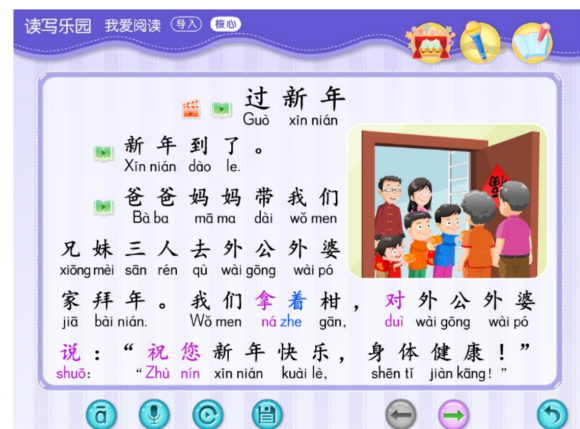 读写乐园 我爱阅读 导入 核心
过新年
Guò xīn nián
新年到了。
Xīn nián dào le.
爸爸妈妈带我们
Bà ba mā ma dài wǒ men
兄妹三人去外公外婆
xiōng mèi sān rén qù wài gōng wài pó
家拜年。我们拿着柑，对外公外婆
jiā bài nián. Wǒ men ná zhe gān, duì wài gōng wài pó
说：“祝您新年快乐，身体健康！”
shuō: “Zhù nín xīn nián kuài lè, shēn tǐ jiàn kāng！”
福
ā